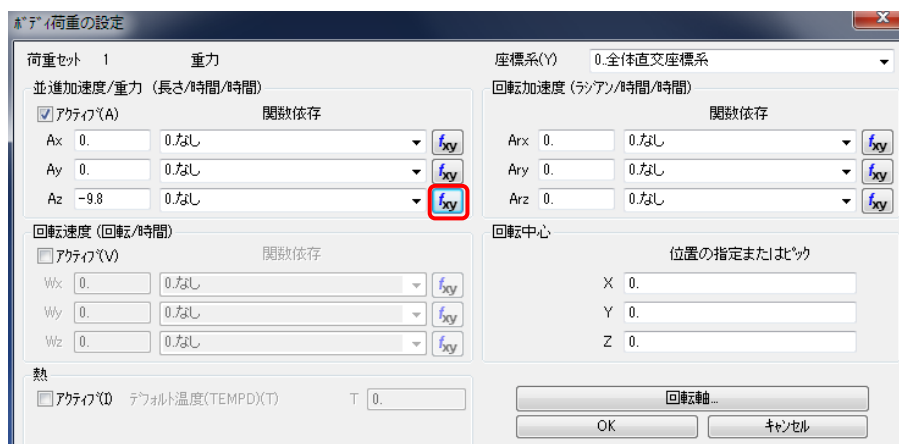 ボディ荷重の設定
荷重セット 1 重力 座標系(Y) 0..全体直交座標系
並進加速度/重力 (長さ/時間/時間) 回転加速度 (ラジアン/時間/時間)
アクティブ(A) 関数依存 関数依存
Ax 0. 0..なし fxy Arx 0. 0..なし fxy
Ay 0. 0..なし fxy Ary 0. 0..なし fxy
Az -9.8 0..なし fxy Arz 0. 0..なし fxy
回転速度 (回転/時間) 回転中心
アクティブ(V) 関数依存 位置の指定またはピック
Wx 0. 0..なし fxy X 0.
Wy 0. 0..なし fxy Y 0.
Wz 0. 0..なし fxy Z 0.
熱
アクティブ(I) デフォルト温度(TEMPD)(T) T 0. 回転軸...
OK キャンセル